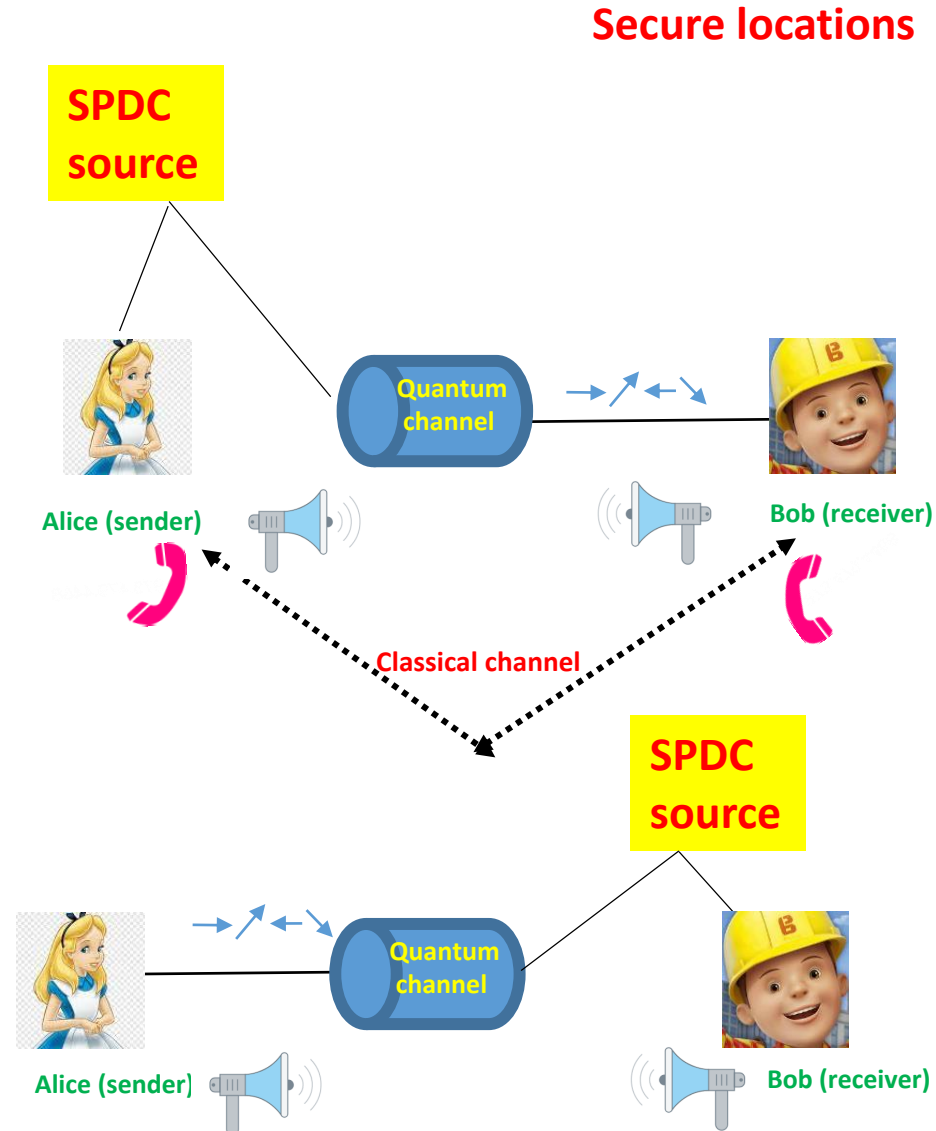 Secure locations
SPDC
source
Quantum
channel
Alice (sender)
Bob (receiver)
Classical channel
SPDC
source
Quantum
channel
Alice (sender)
Bob (receiver)